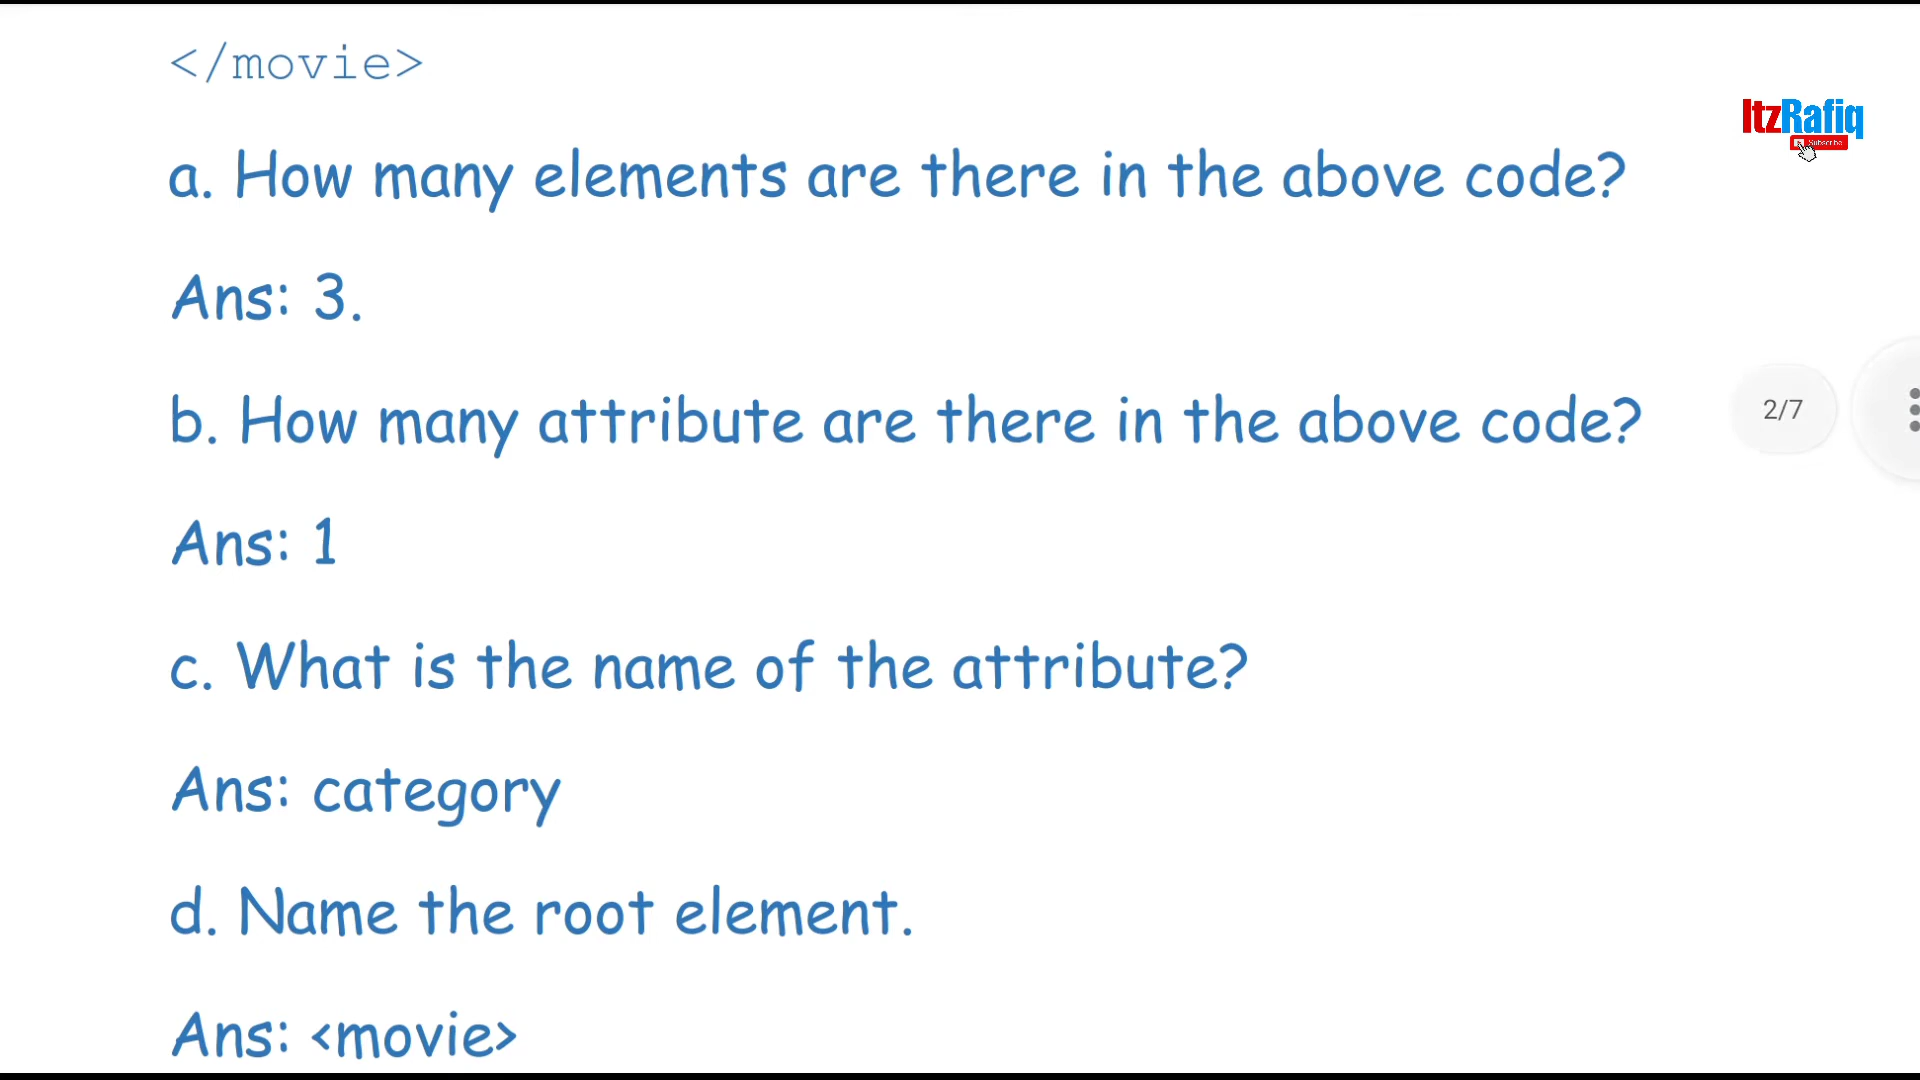 </movie>
ItzRafiq
Subscribe
a. How many elements are there in the above code?
Ans: 3.
b. How many attribute are there in the above code?
2/7
Ans: 1
c. What is the name of the attribute?
Ans: category
d. Name the root element.
Ans: <movie>